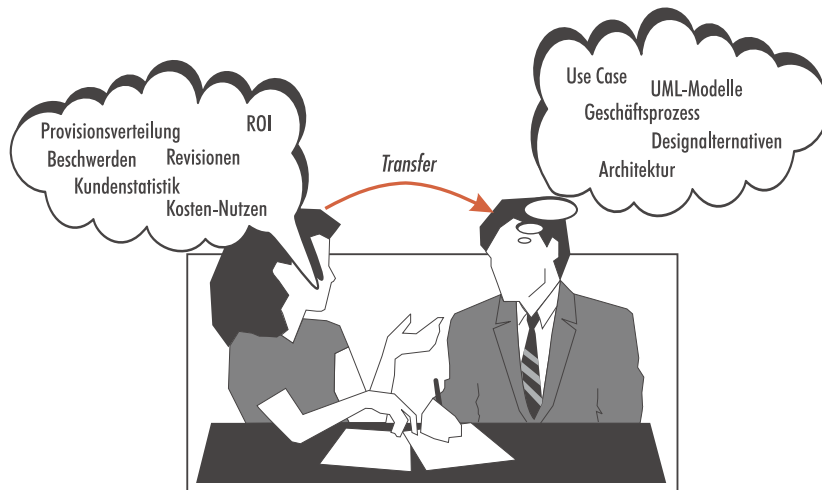 Provisionsverteilung
ROI
Beschwerden
Revisionen
Kundenstatistik
Kosten-Nutzen
Transfer
Use Case
UML-Modelle
Geschäftsprozess
Designalternativen
Architektur